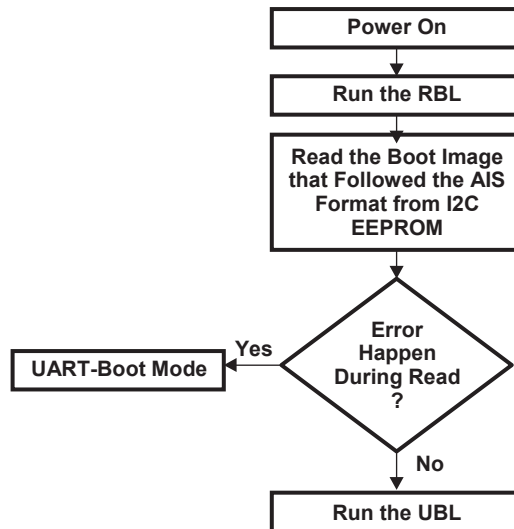 Power On
Run the RBL
Read the Boot Image
that Followed the AIS
Format from I2C
EEPROM
Error
Happen
During Read
?
Yes
UART-Boot Mode
No
Run the UBL